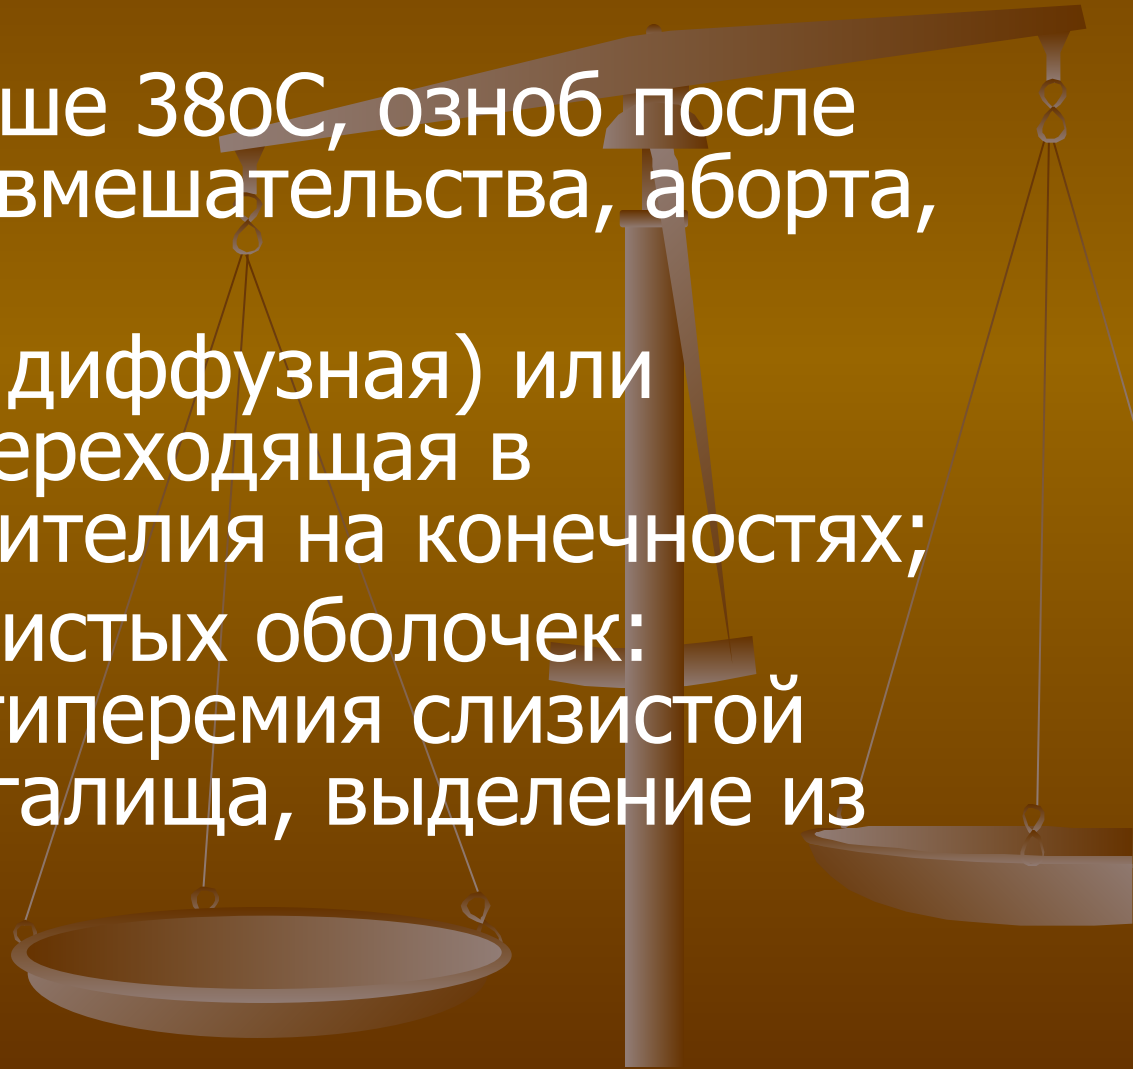 ше 38оС, озноб после
вмешательства, аборта,
диффузная) или
ереходящая в
ителия на конечностях;
истых оболочек:
гиперемия слизистой
галища, выделение из